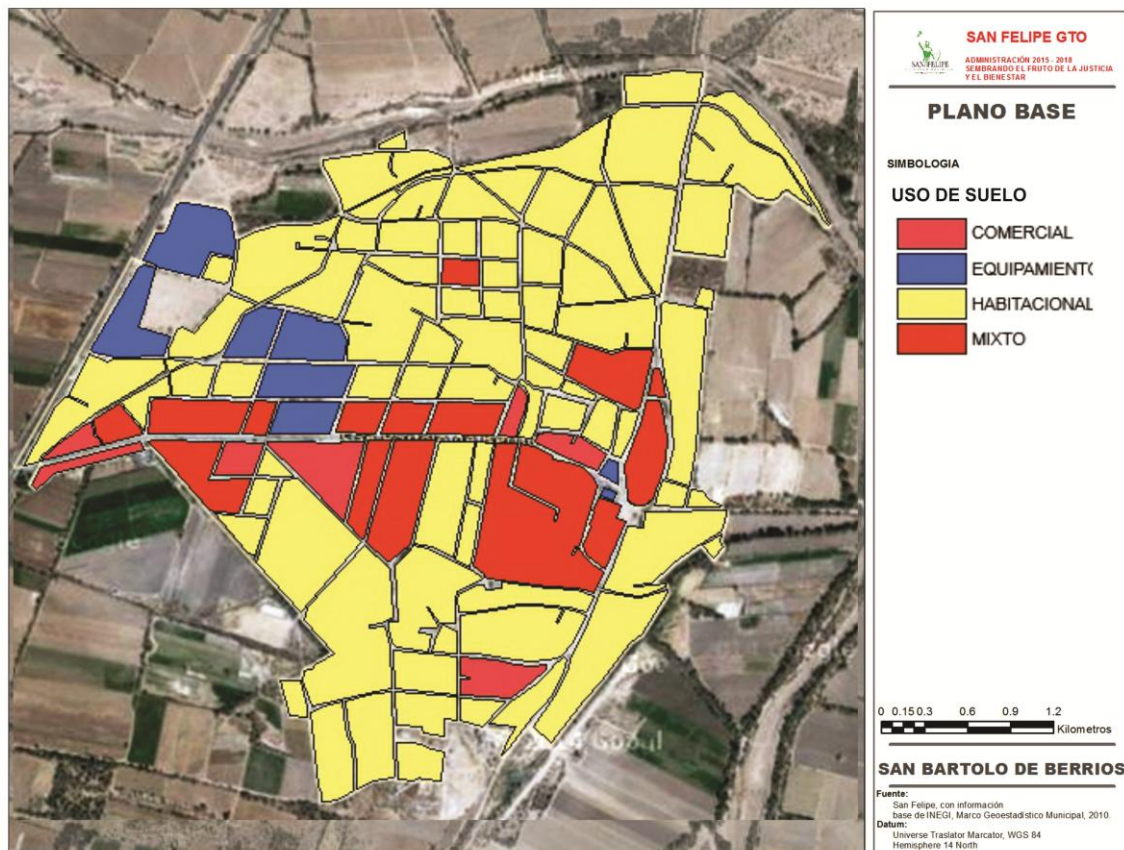 SAN FELIPE
SAN FELIPE GTO
ADMINISTRACIÓN 2015 - 2018
SEMBRANDO EL FRUTO DE LA JUSTICIA
Y EL BIENESTAR
PLANO BASE
SIMBOLOGIA
USO DE SUELO
COMERCIAL
EQUIPAMIENTO
HABITACIONAL
MIXTO
0 0.15 0.3 0.6 0.9 1.2
Kilometros
SAN BARTOLO DE BERRIOS
Fuente:
San Felipe, con información
base de INEGI, Marco Geoestadístico Municipal, 2010.
Datum:
Universe Traslator Marcator, WGS 84
Hemisphere 14 North